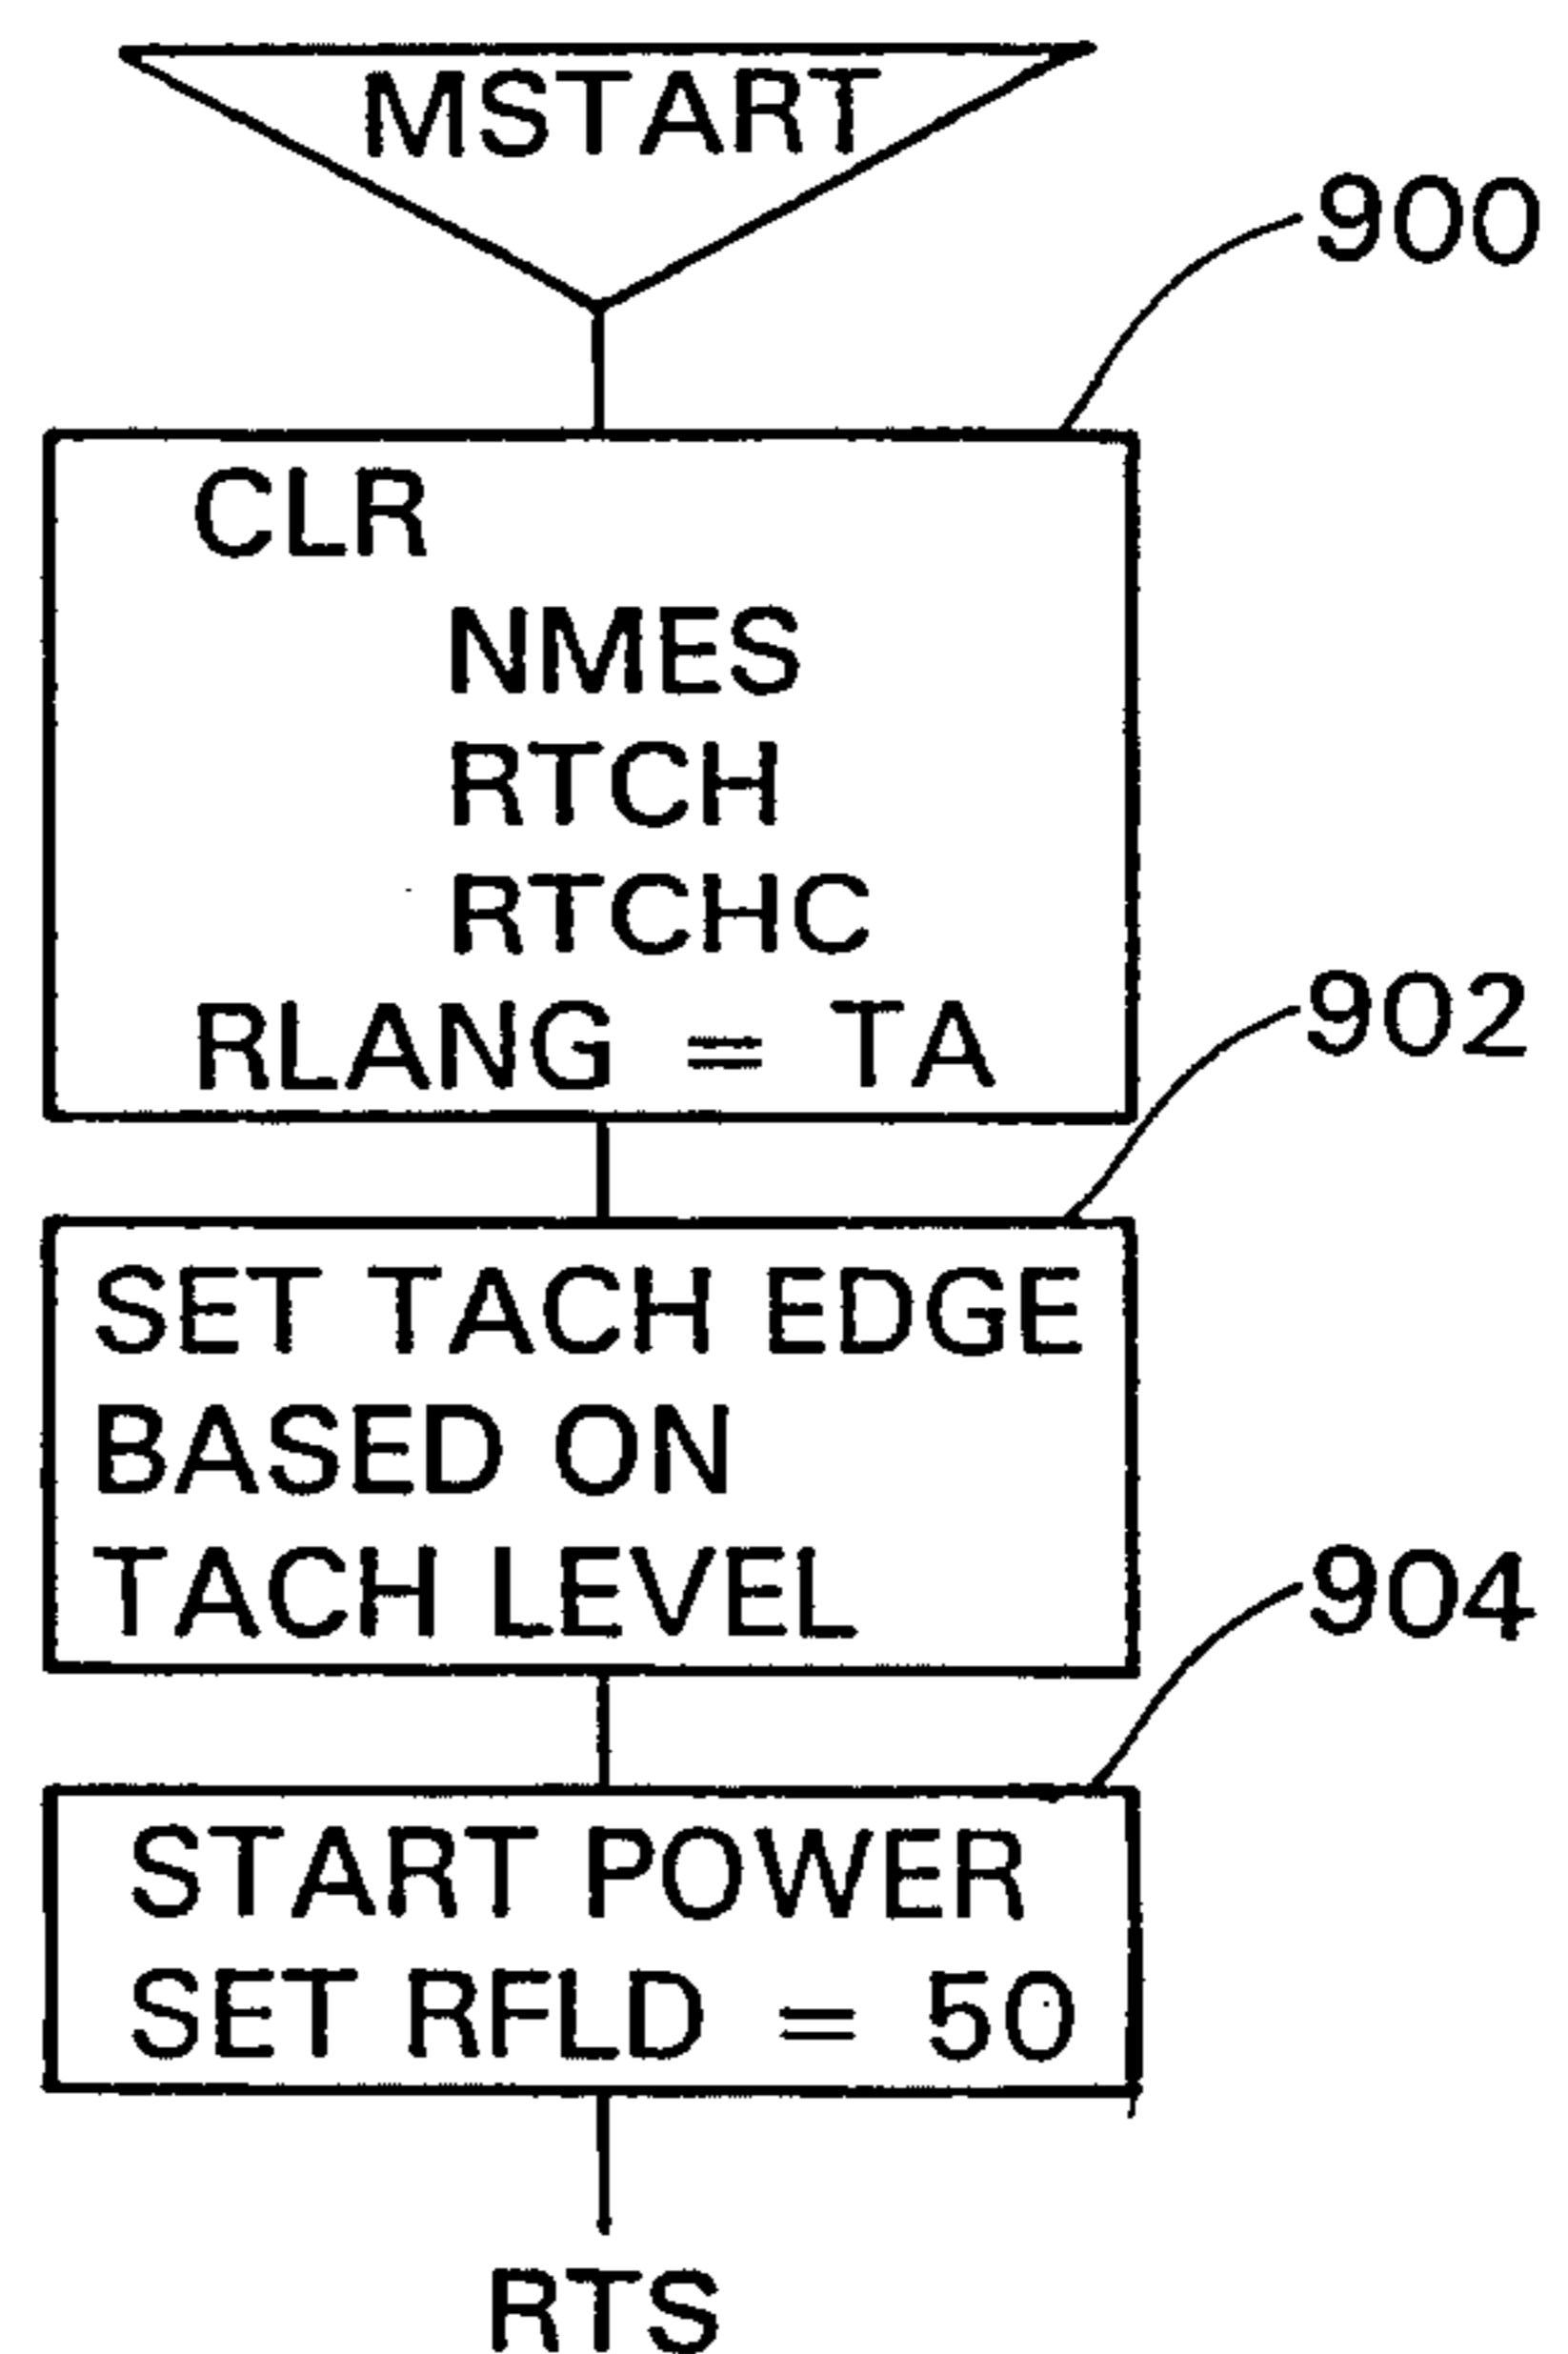 MSTART
900
CLR
NMES
RTCH
RTCHC
RLANG = TA
902
SET TACH EDGE
BASED ON
TACH LEVEL
904
START POWER
SET RFLD = 50
RTS